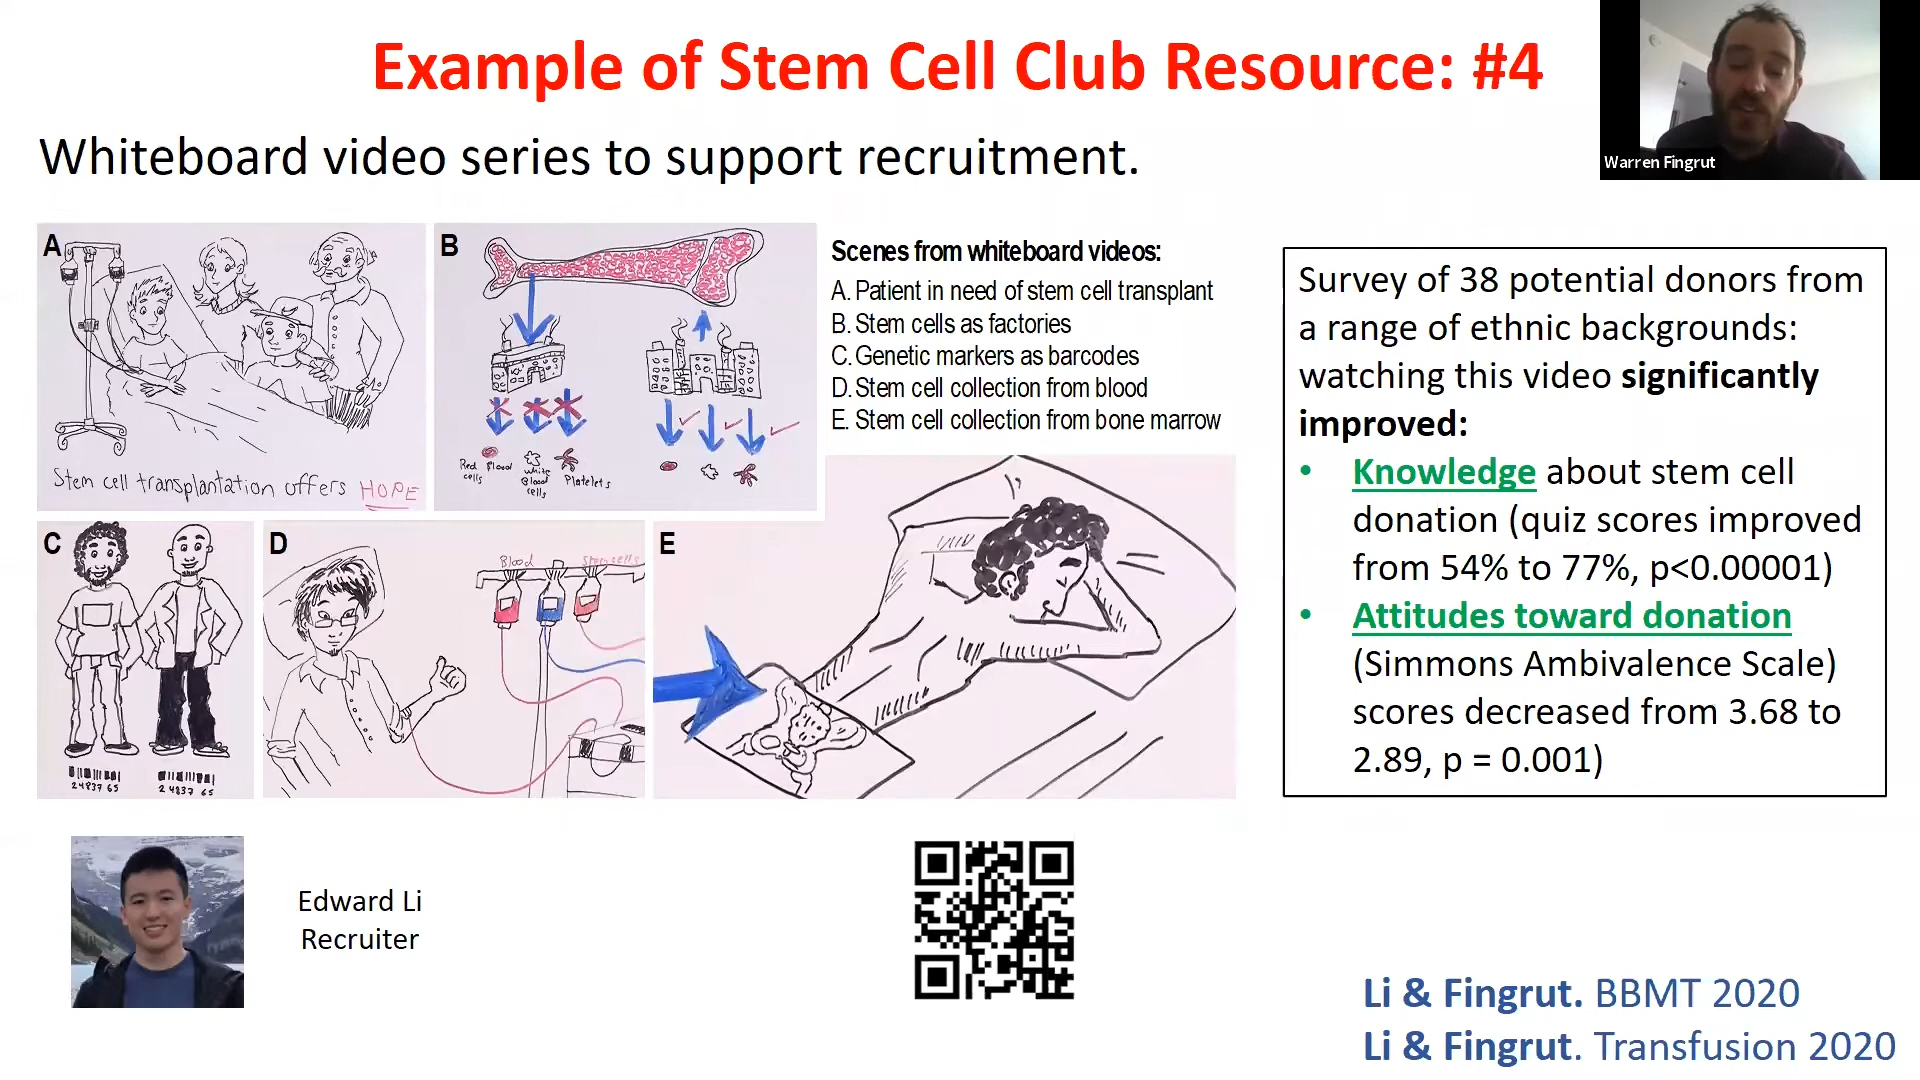 Example of Stem Cell Club Resource: #4
Warren Fingrut
Whiteboard video series to support recruitment.
A
Stem cell transplantation offers HOPE
B
Red Blood cells
White Blood cells
Platelets
Scenes from whiteboard videos:
A. Patient in need of stem cell transplant
B. Stem cells as factories
C. Genetic markers as barcodes
D. Stem cell collection from blood
E. Stem cell collection from bone marrow
C
24837 65
24837 65
D
Blood
Stem cells
E
Survey of 38 potential donors from
a range of ethnic backgrounds:
watching this video significantly
improved:
• Knowledge about stem cell
donation (quiz scores improved
from 54% to 77%, p<0.00001)
• Attitudes toward donation
(Simmons Ambivalence Scale)
scores decreased from 3.68 to
2.89, p = 0.001)
Edward Li
Recruiter
Li & Fingrut. BBMT 2020
Li & Fingrut. Transfusion 2020